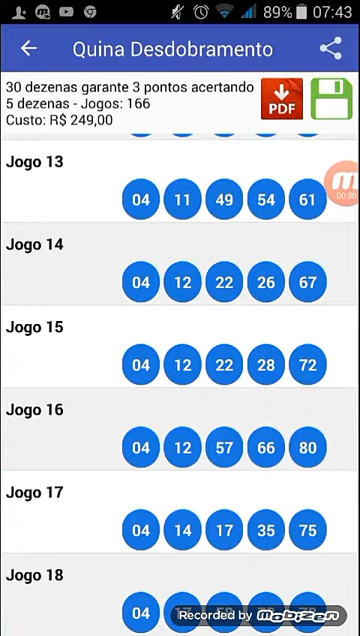 89% 07:43
Quina Desdobramento
30 dezenas garante 3 pontos acertando
5 dezenas - Jogos: 166
Custo: R$ 249,00
PDF
Jogo 13
04 11 49 54 61
00:20
Jogo 14
04 12 22 26 67
Jogo 15
04 12 22 28 72
Jogo 16
04 12 57 66 80
Jogo 17
04 14 17 35 75
Jogo 18
04
Recorded by mobizen